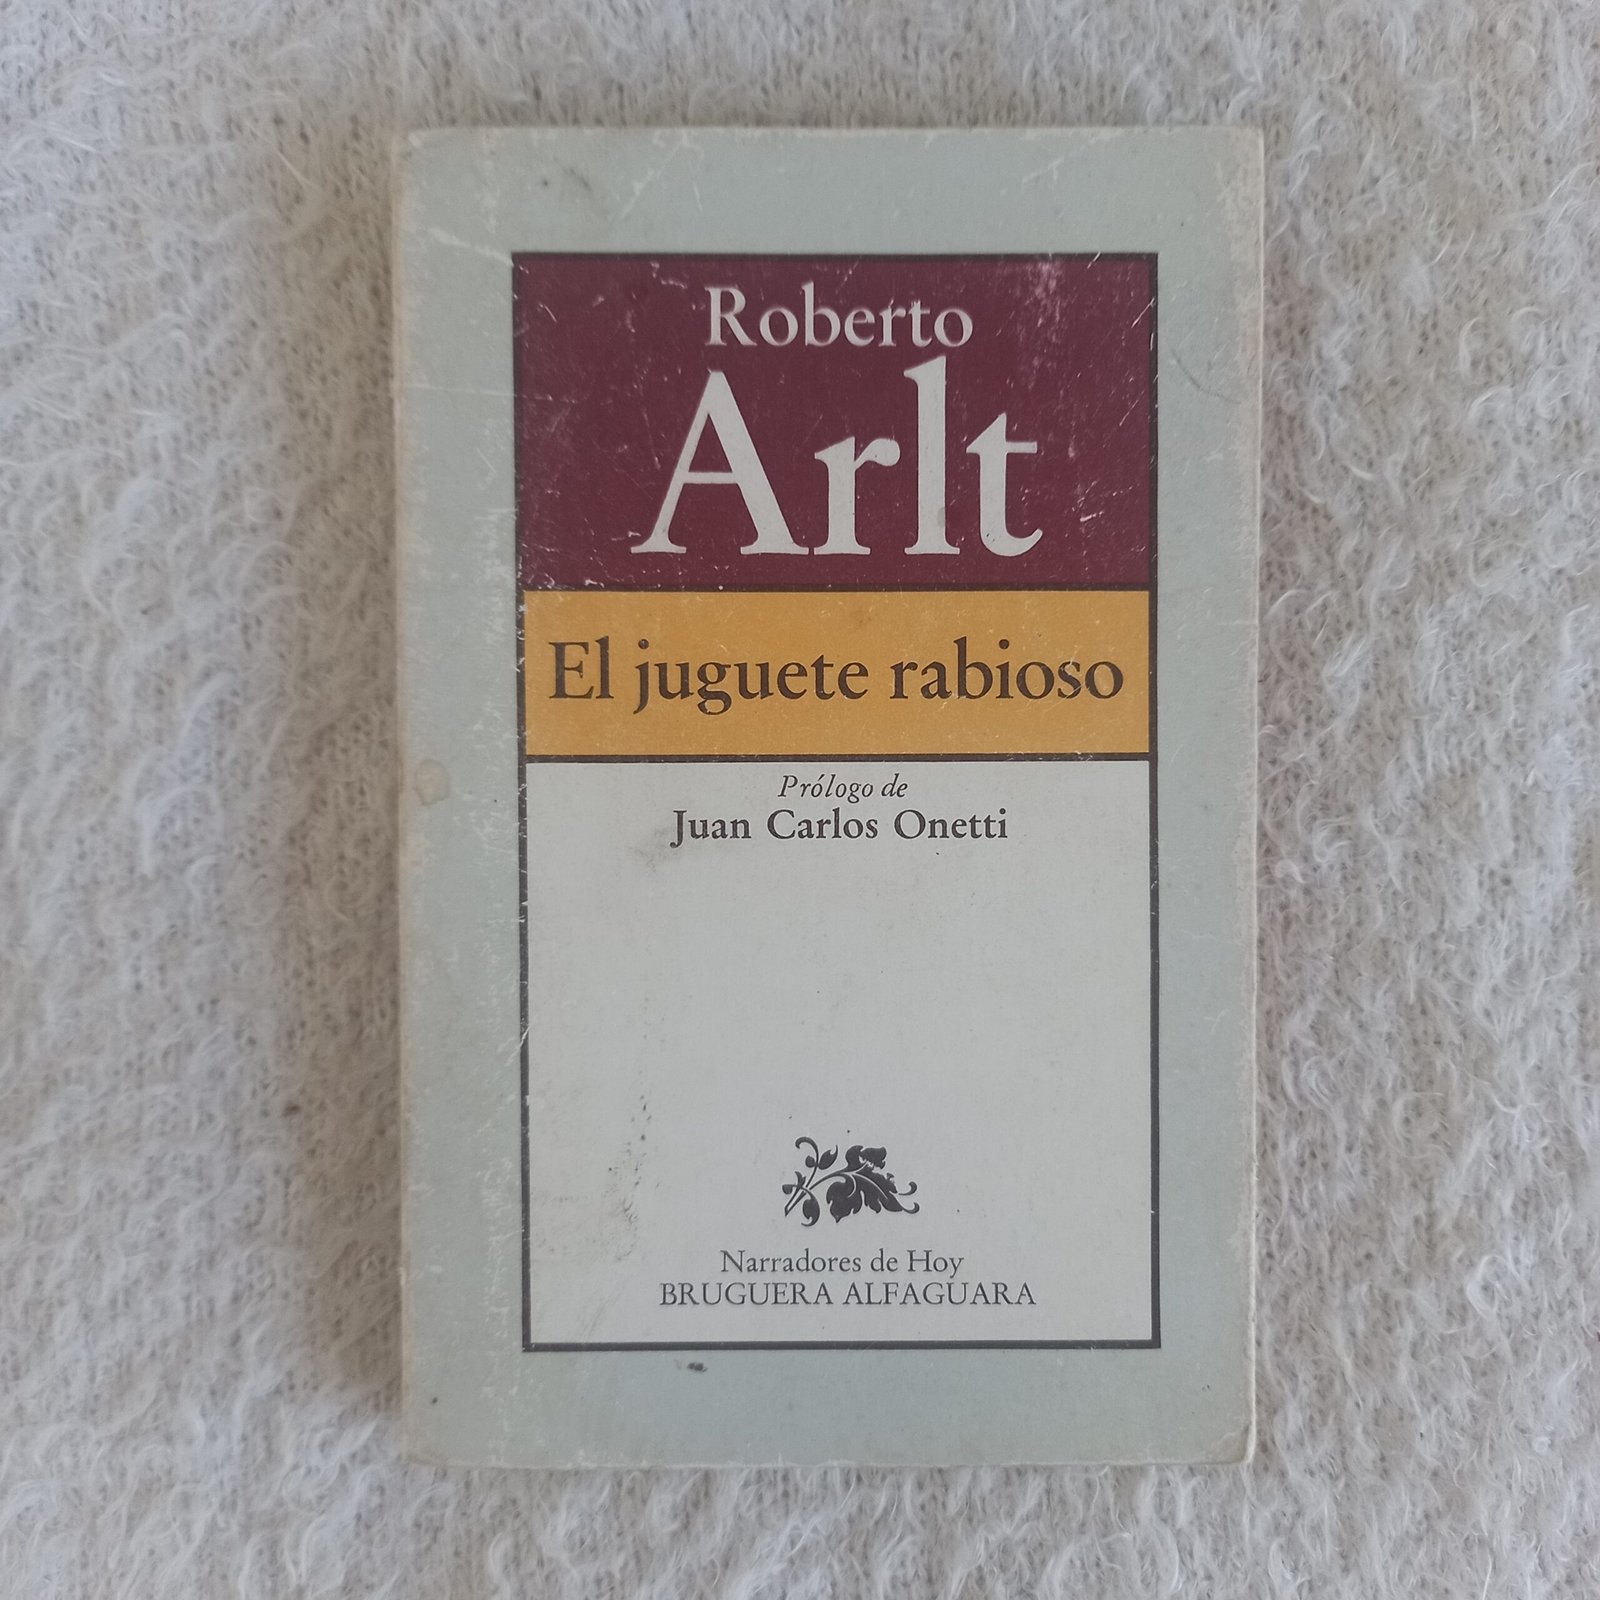 Roberto
Arlt
El juguete rabioso
Prólogo de
Juan Carlos Onetti
Narradores de Hoy
BRUGUERA ALFAGUARA